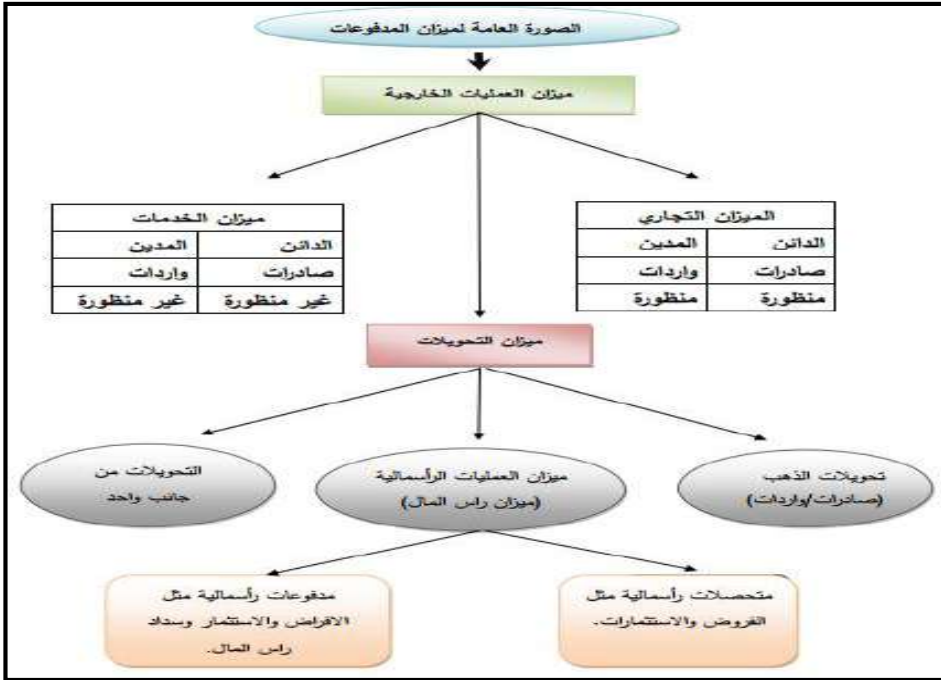 الصورة العامة لميزان المدفوعات
ميزان العمليات الخارجية
الميزان التجاري
الدائن المدين
صادرات واردات
منظورة منظورة
ميزان الخدمات
الدائن المدين
صادرات واردات
غير منظورة غير منظورة
ميزان التحويلات
تحويلات الذهب
(صادرات/واردات)
ميزان العمليات الرأسمالية
(ميزان راس المال)
التحويلات من
جانب واحد
متحصلات رأسمالية مثل
القروض والاستثمارات.
مدفوعات رأسمالية مثل
الاقراض والاستثمار وسداد
راس المال.